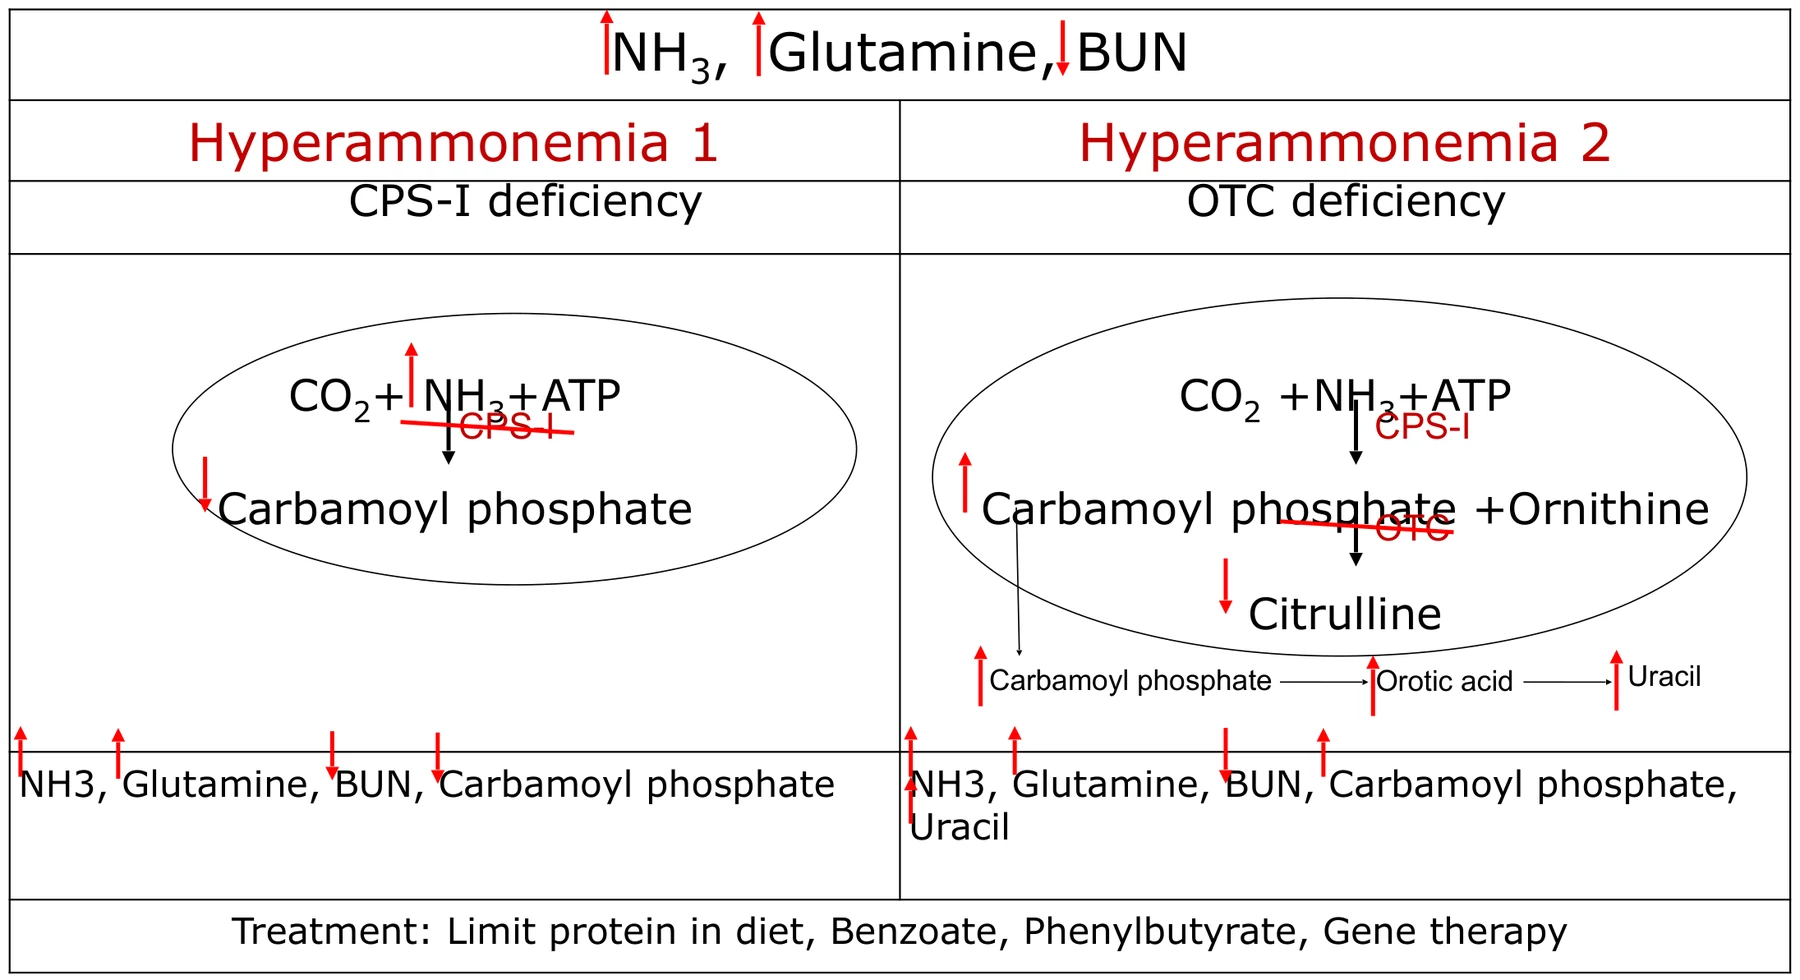 NH₃, Glutamine, BUN
Hyperammonemia 1
Hyperammonemia 2
CPS-I deficiency
OTC deficiency
CO₂+ NH₃+ATP
CPS-I
Carbamoyl phosphate
CO₂ +NH₃+ATP
CPS-I
Carbamoyl phosphate +Ornithine
OTC
Citrulline
Carbamoyl phosphate
Orotic acid
Uracil
NH3, Glutamine, BUN, Carbamoyl phosphate
NH3, Glutamine, BUN, Carbamoyl phosphate,
Uracil
Treatment: Limit protein in diet, Benzoate, Phenylbutyrate, Gene therapy